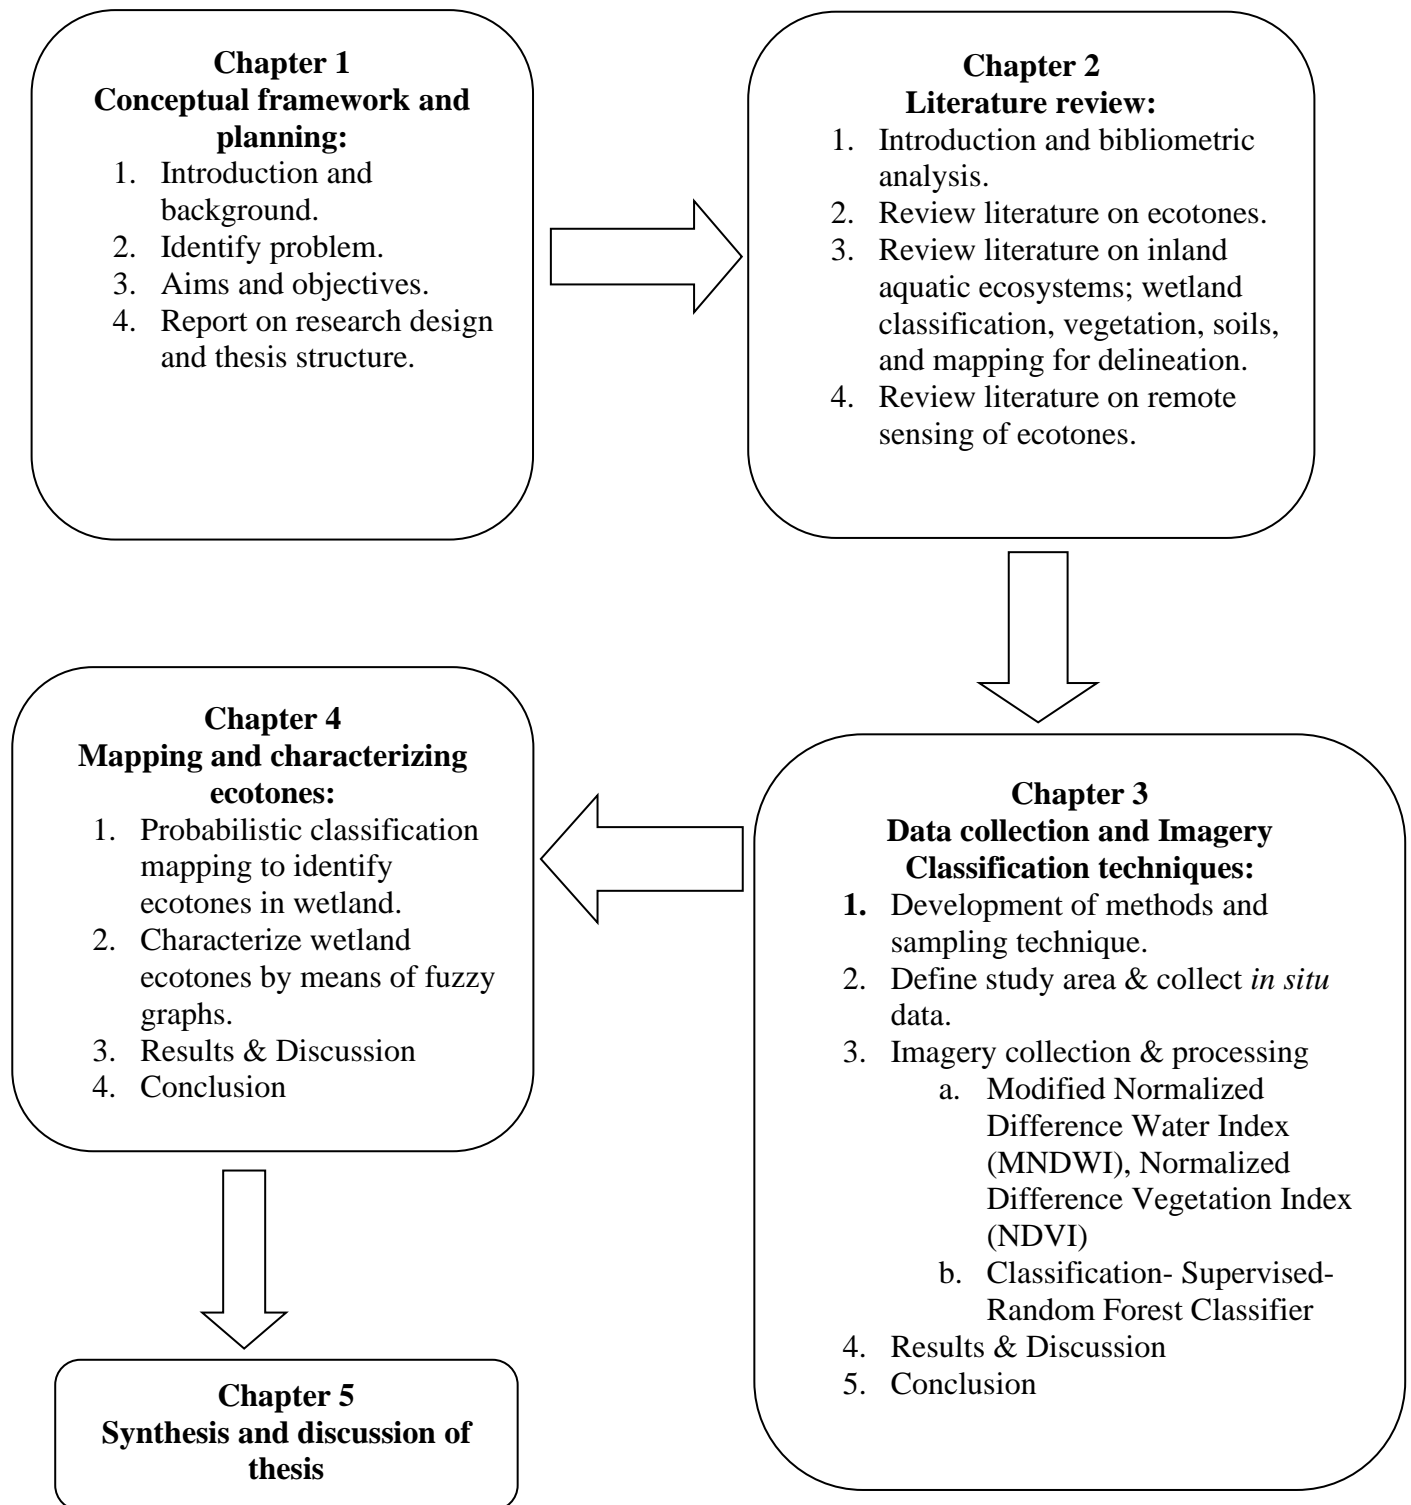 Chapter 1
Conceptual framework and
planning:
1. Introduction and
background.
2. Identify problem.
3. Aims and objectives.
4. Report on research design
and thesis structure.
Chapter 2
Literature review:
1. Introduction and bibliometric
analysis.
2. Review literature on ecotones.
3. Review literature on inland
aquatic ecosystems; wetland
classification, vegetation, soils,
and mapping for delineation.
4. Review literature on remote
sensing of ecotones.
Chapter 3
Data collection and Imagery
Classification techniques:
1. Development of methods and
sampling technique.
2. Define study area & collect in situ
data.
3. Imagery collection & processing
a. Modified Normalized
Difference Water Index
(MNDWI), Normalized
Difference Vegetation Index
(NDVI)
b. Classification- Supervised-
Random Forest Classifier
4. Results & Discussion
5. Conclusion
Chapter 4
Mapping and characterizing
ecotones:
1. Probabilistic classification
mapping to identify
ecotones in wetland.
2. Characterize wetland
ecotones by means of fuzzy
graphs.
3. Results & Discussion
4. Conclusion
Chapter 5
Synthesis and discussion of
thesis